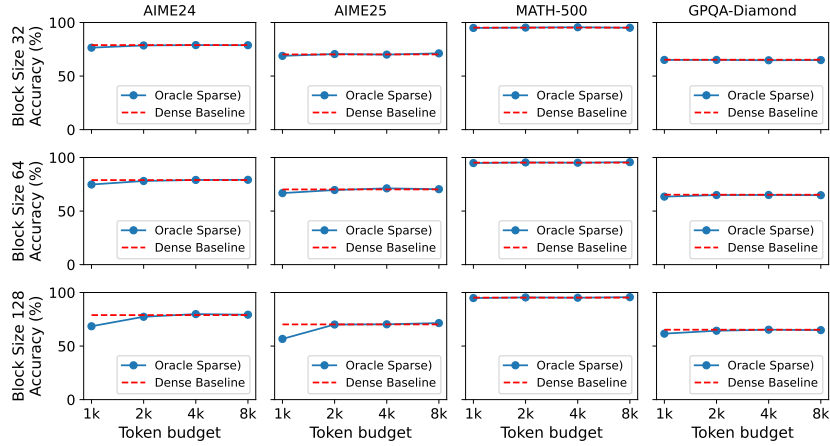 AIME24 AIME25 MATH-500 GPQA-Diamond
Block Size 32
Accuracy (%)
100
50
0
Oracle Sparse)
Dense Baseline
Oracle Sparse)
Dense Baseline
Oracle Sparse)
Dense Baseline
Oracle Sparse)
Dense Baseline
Block Size 64
Accuracy (%)
100
50
0
Oracle Sparse)
Dense Baseline
Oracle Sparse)
Dense Baseline
Oracle Sparse)
Dense Baseline
Oracle Sparse)
Dense Baseline
Block Size 128
Accuracy (%)
100
50
0
Oracle Sparse)
Dense Baseline
Oracle Sparse)
Dense Baseline
Oracle Sparse)
Dense Baseline
Oracle Sparse)
Dense Baseline
1k 2k 4k 8k 1k 2k 4k 8k 1k 2k 4k 8k 1k 2k 4k 8k
Token budget Token budget Token budget Token budget